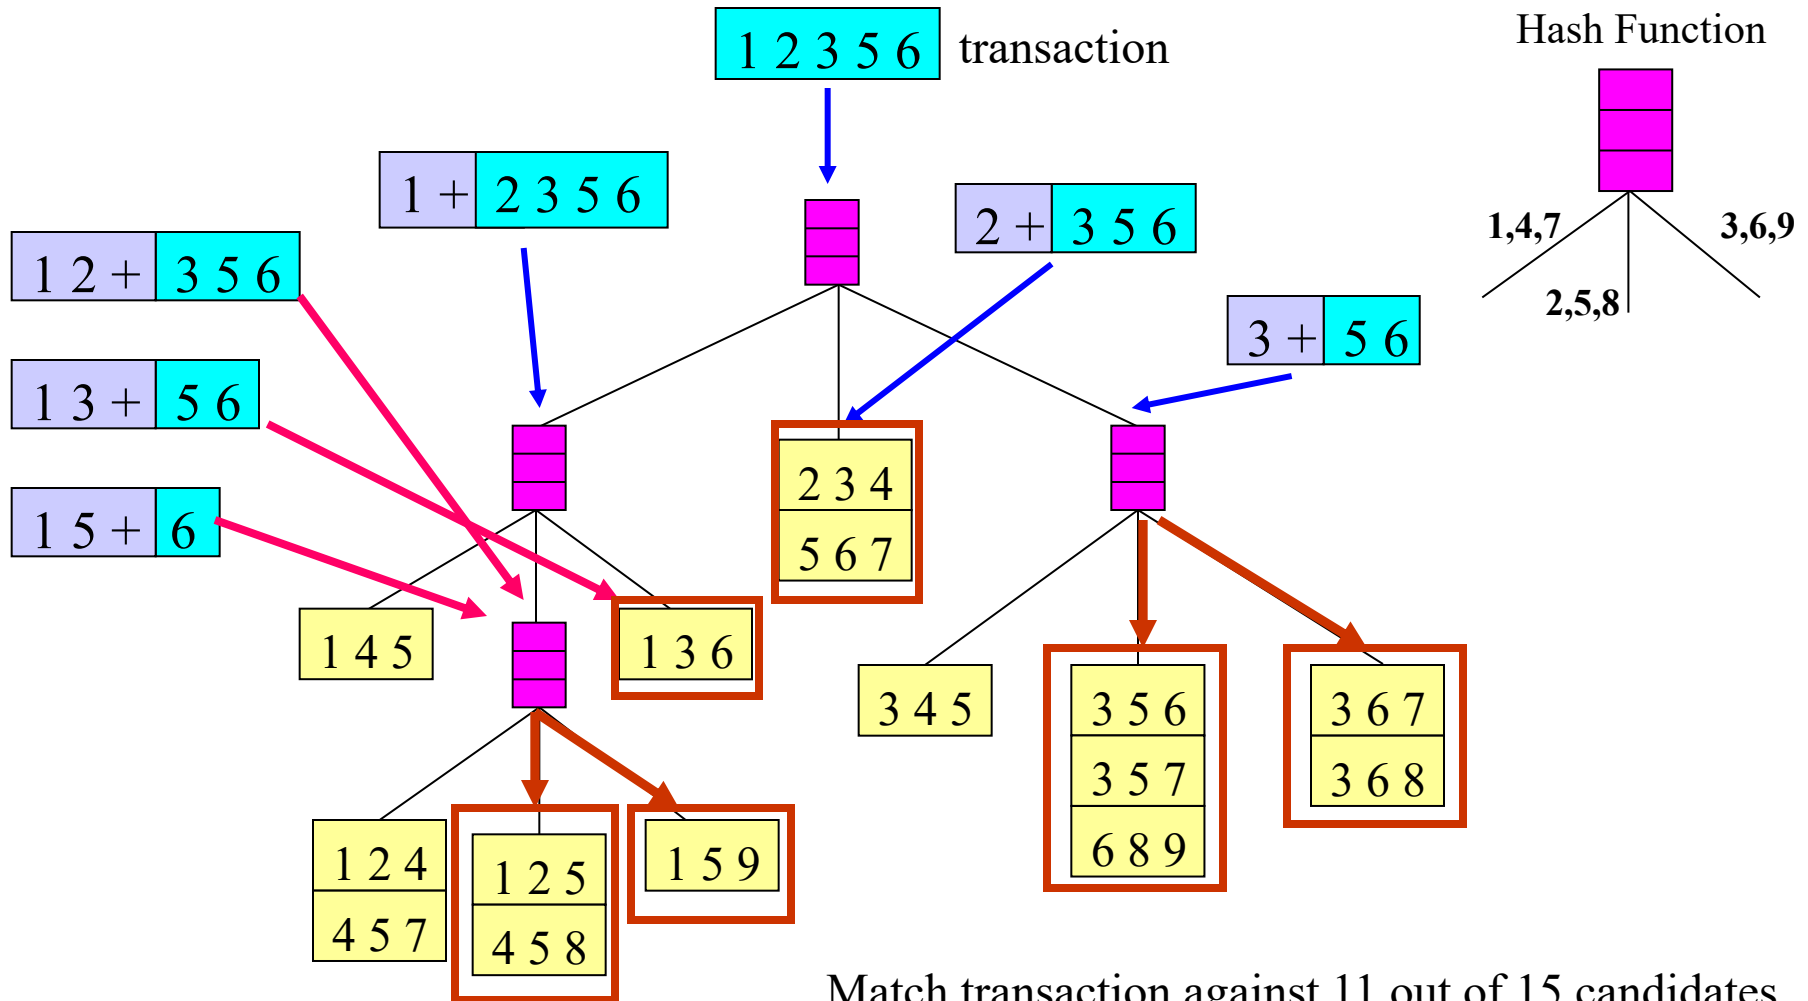 1 2 3 5 6 transaction
Hash Function
1,4,7
2,5,8
3,6,9
1 + 2 3 5 6
2 + 3 5 6
3 + 5 6
1 2 + 3 5 6
1 3 + 5 6
1 5 + 6
2 3 4
5 6 7
1 4 5
1 3 6
3 4 5
3 5 6
3 5 7
6 8 9
3 6 7
3 6 8
1 2 4
4 5 7
1 2 5
4 5 8
1 5 9
Match transaction against 11 out of 15 candidates